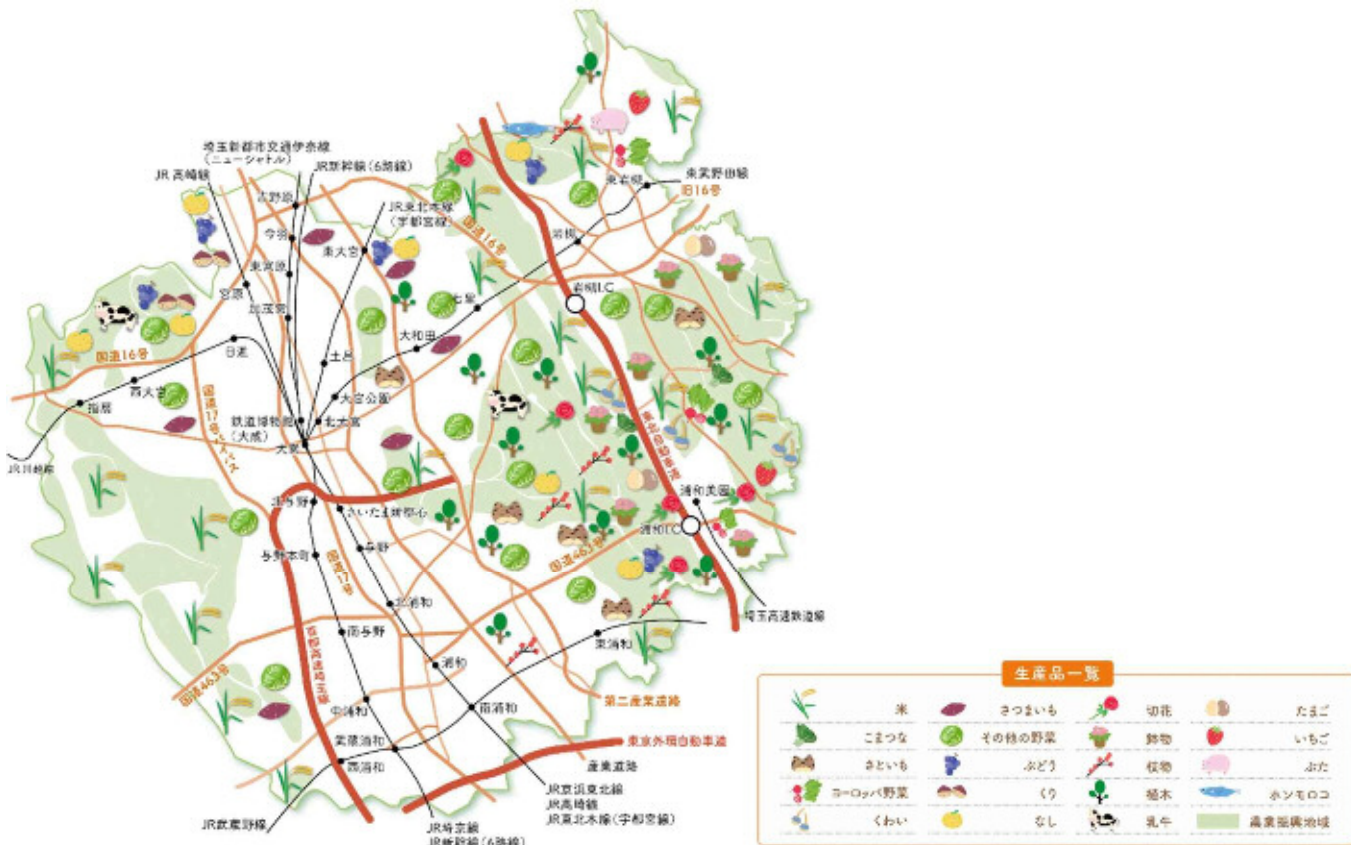 埼玉新都市交通伊奈線
(ニューシャトル)
JR高崎線
JR新幹線(6路線)
吉野原
JR東北本線
(宇都宮線)
今羽
東大宮
東宮原
宮原
加茂宮
国道16号
東岩槻
東武野田線
旧16号
岩槻
岩槻I.C
七里
大和田
土呂
日進
国道16号
西大宮
指扇
大宮公園
国道17号バイパス
鉄道博物館
(大成)
北大宮
大宮
JR川越線
東北自動車道
浦和美園
浦和I.C
北与野
さいたま新都心
与野本町
国道17号
与野
国道463号
北浦和
埼玉高速鉄道線
南与野
東浦和
首都高速埼玉線
浦和
国道463号
第二産業道路
中浦和
南浦和
武蔵浦和
西浦和
東京外環自動車道
産業道路
JR京浜東北線
JR高崎線
JR東北本線(宇都宮線)
JR武蔵野線
JR埼京線
JR新幹線(6路線)
生産品一覧
米 さつまいも 切花 たまご
こまつな その他の野菜 鉢物 いちご
さといも ぶどう 枝物 ぶた
ヨーロッパ野菜 くり 植木 ホンモロコ
くわい なし 乳牛 農業振興地域